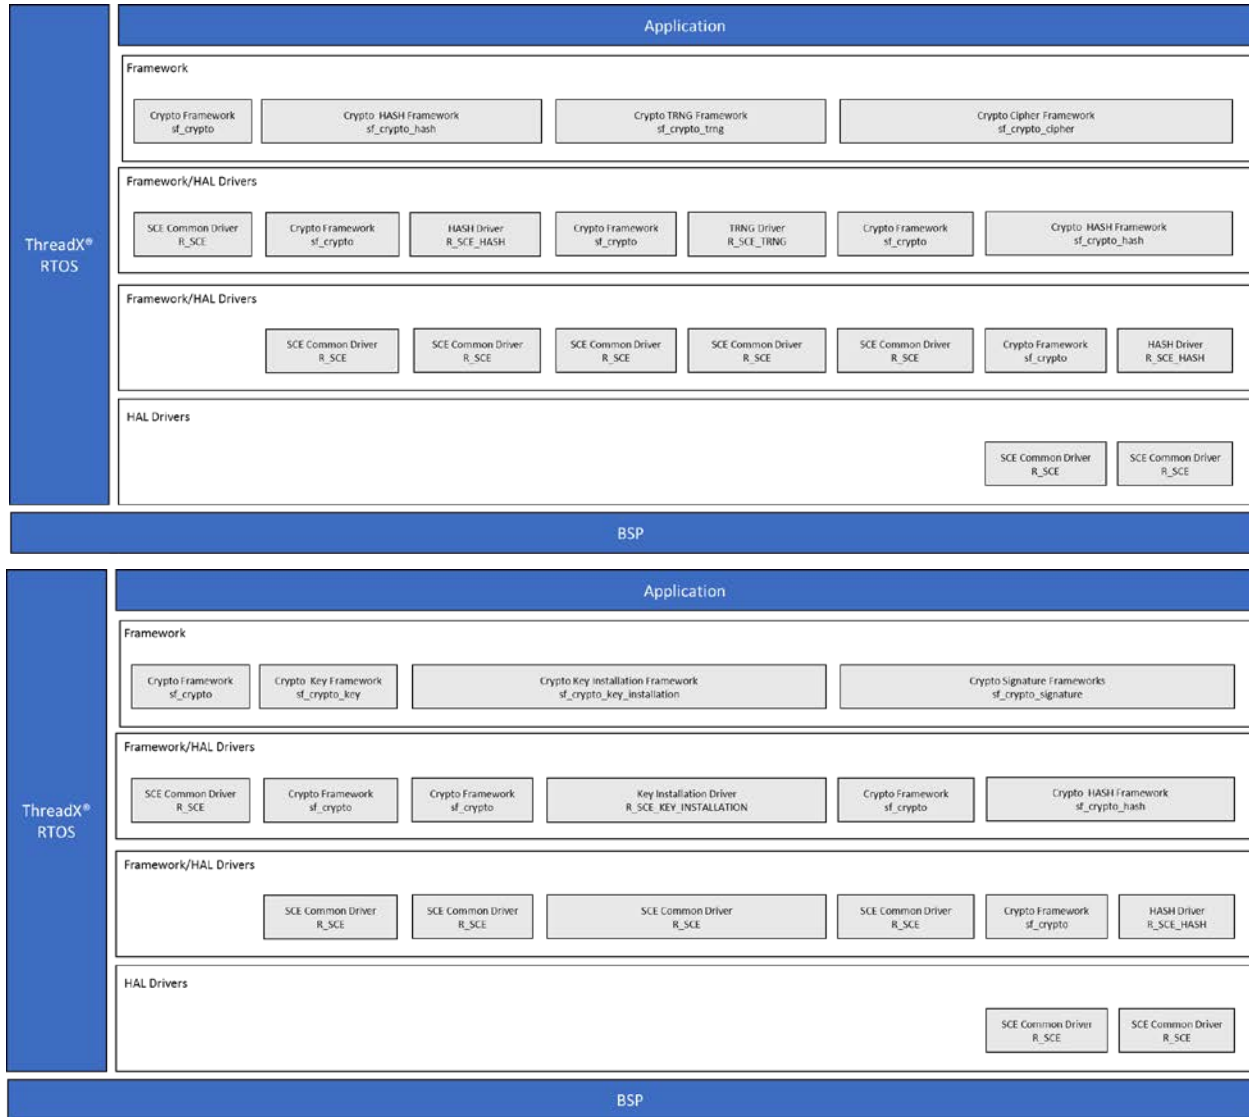 Application
ThreadX®
RTOS
Framework
Crypto Framework
sf_crypto
Crypto HASH Framework
sf_crypto_hash
Crypto TRNG Framework
sf_crypto_trng
Crypto Cipher Framework
sf_crypto_cipher
Framework/HAL Drivers
SCE Common Driver
R_SCE
Crypto Framework
sf_crypto
HASH Driver
R_SCE_HASH
Crypto Framework
sf_crypto
TRNG Driver
R_SCE_TRNG
Crypto Framework
sf_crypto
Crypto HASH Framework
sf_crypto_hash
Framework/HAL Drivers
SCE Common Driver
R_SCE
SCE Common Driver
R_SCE
SCE Common Driver
R_SCE
SCE Common Driver
R_SCE
SCE Common Driver
R_SCE
Crypto Framework
sf_crypto
HASH Driver
R_SCE_HASH
HAL Drivers
SCE Common Driver
R_SCE
SCE Common Driver
R_SCE
BSP
Application
ThreadX®
RTOS
Framework
Crypto Framework
sf_crypto
Crypto Key Framework
sf_crypto_key
Crypto Key Installation Framework
sf_crypto_key_installation
Crypto Signature Frameworks
sf_crypto_signature
Framework/HAL Drivers
SCE Common Driver
R_SCE
Crypto Framework
sf_crypto
Crypto Framework
sf_crypto
Key Installation Driver
R_SCE_KEY_INSTALLATION
Crypto Framework
sf_crypto
Crypto HASH Framework
sf_crypto_hash
Framework/HAL Drivers
SCE Common Driver
R_SCE
SCE Common Driver
R_SCE
SCE Common Driver
R_SCE
SCE Common Driver
R_SCE
Crypto Framework
sf_crypto
HASH Driver
R_SCE_HASH
HAL Drivers
SCE Common Driver
R_SCE
SCE Common Driver
R_SCE
BSP